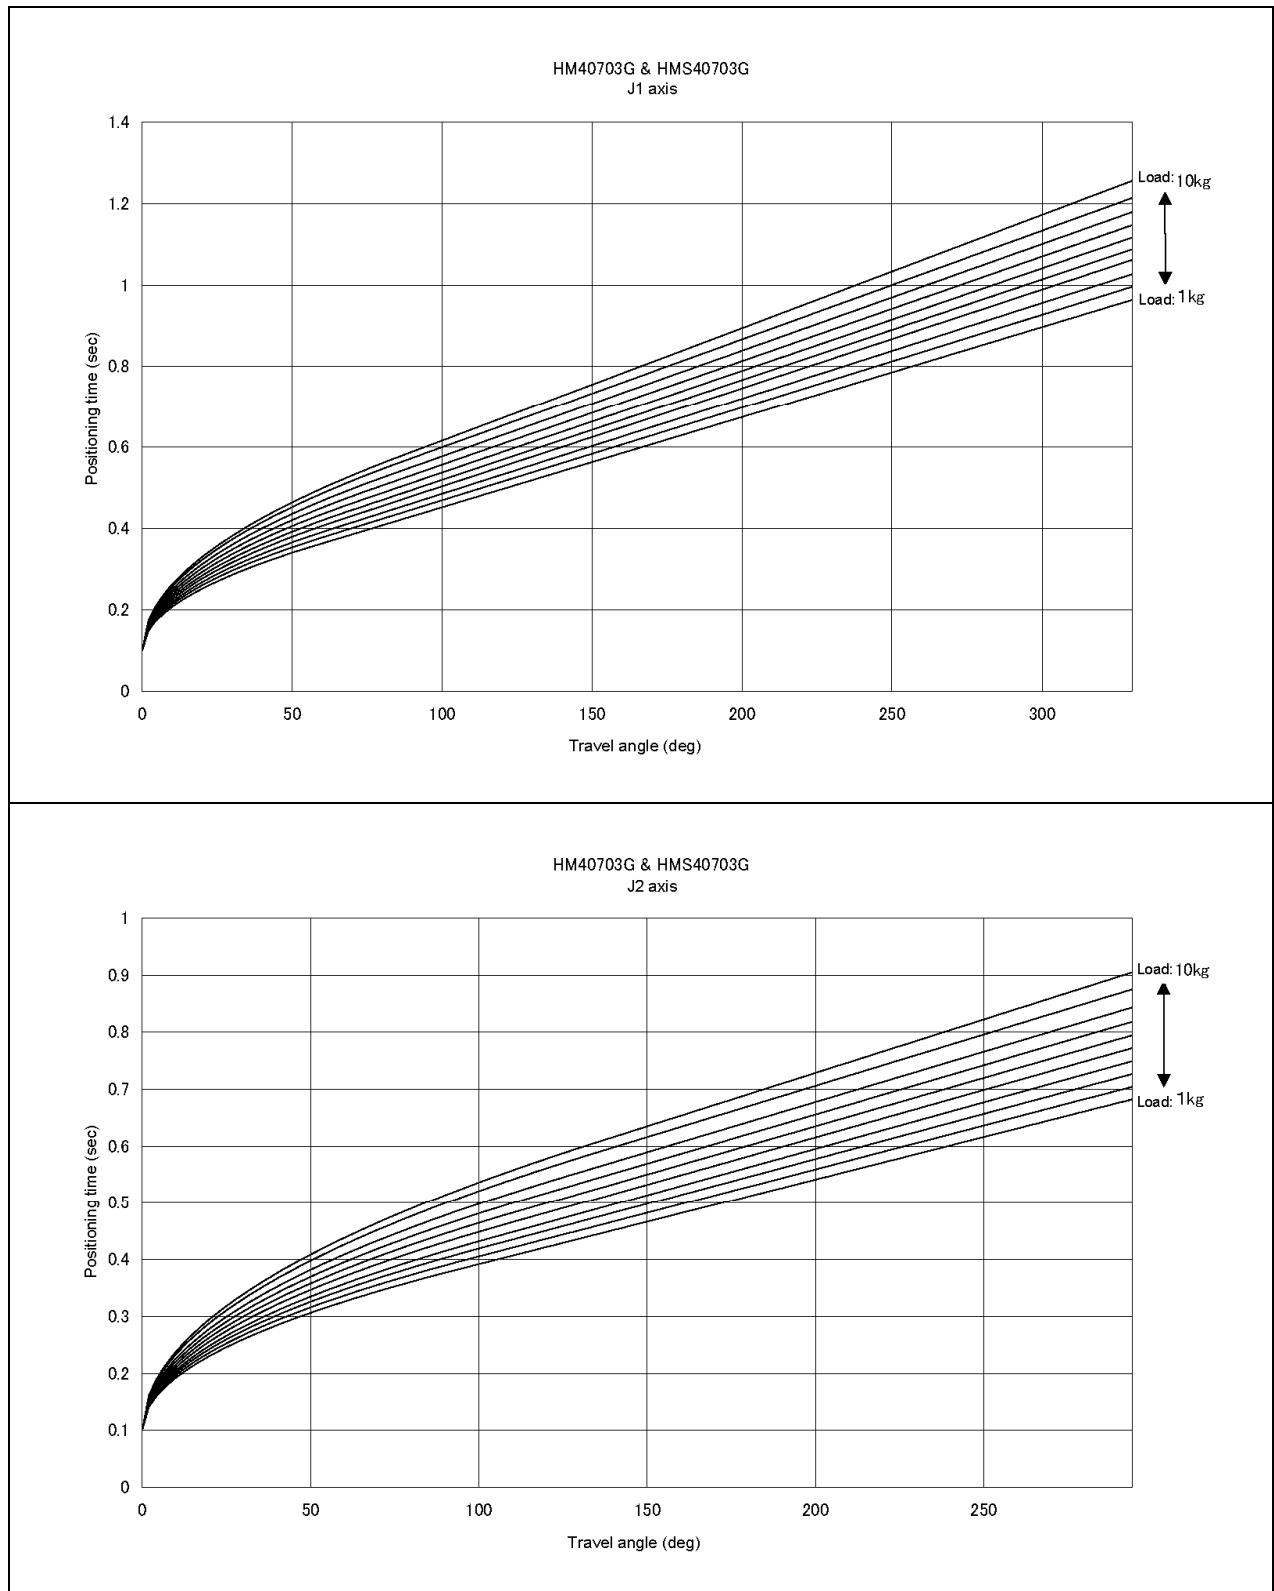 HM40703G & HMS40703G
J1 axis
1.4
1.2
1
0.8
0.6
0.4
0.2
0
Positioning time (sec)
0 50 100 150 200 250 300
Travel angle (deg)
Load: 10kg
Load: 1kg
HM40703G & HMS40703G
J2 axis
1
0.9
0.8
0.7
0.6
0.5
0.4
0.3
0.2
0.1
0
Positioning time (sec)
0 50 100 150 200 250
Travel angle (deg)
Load: 10kg
Load: 1kg